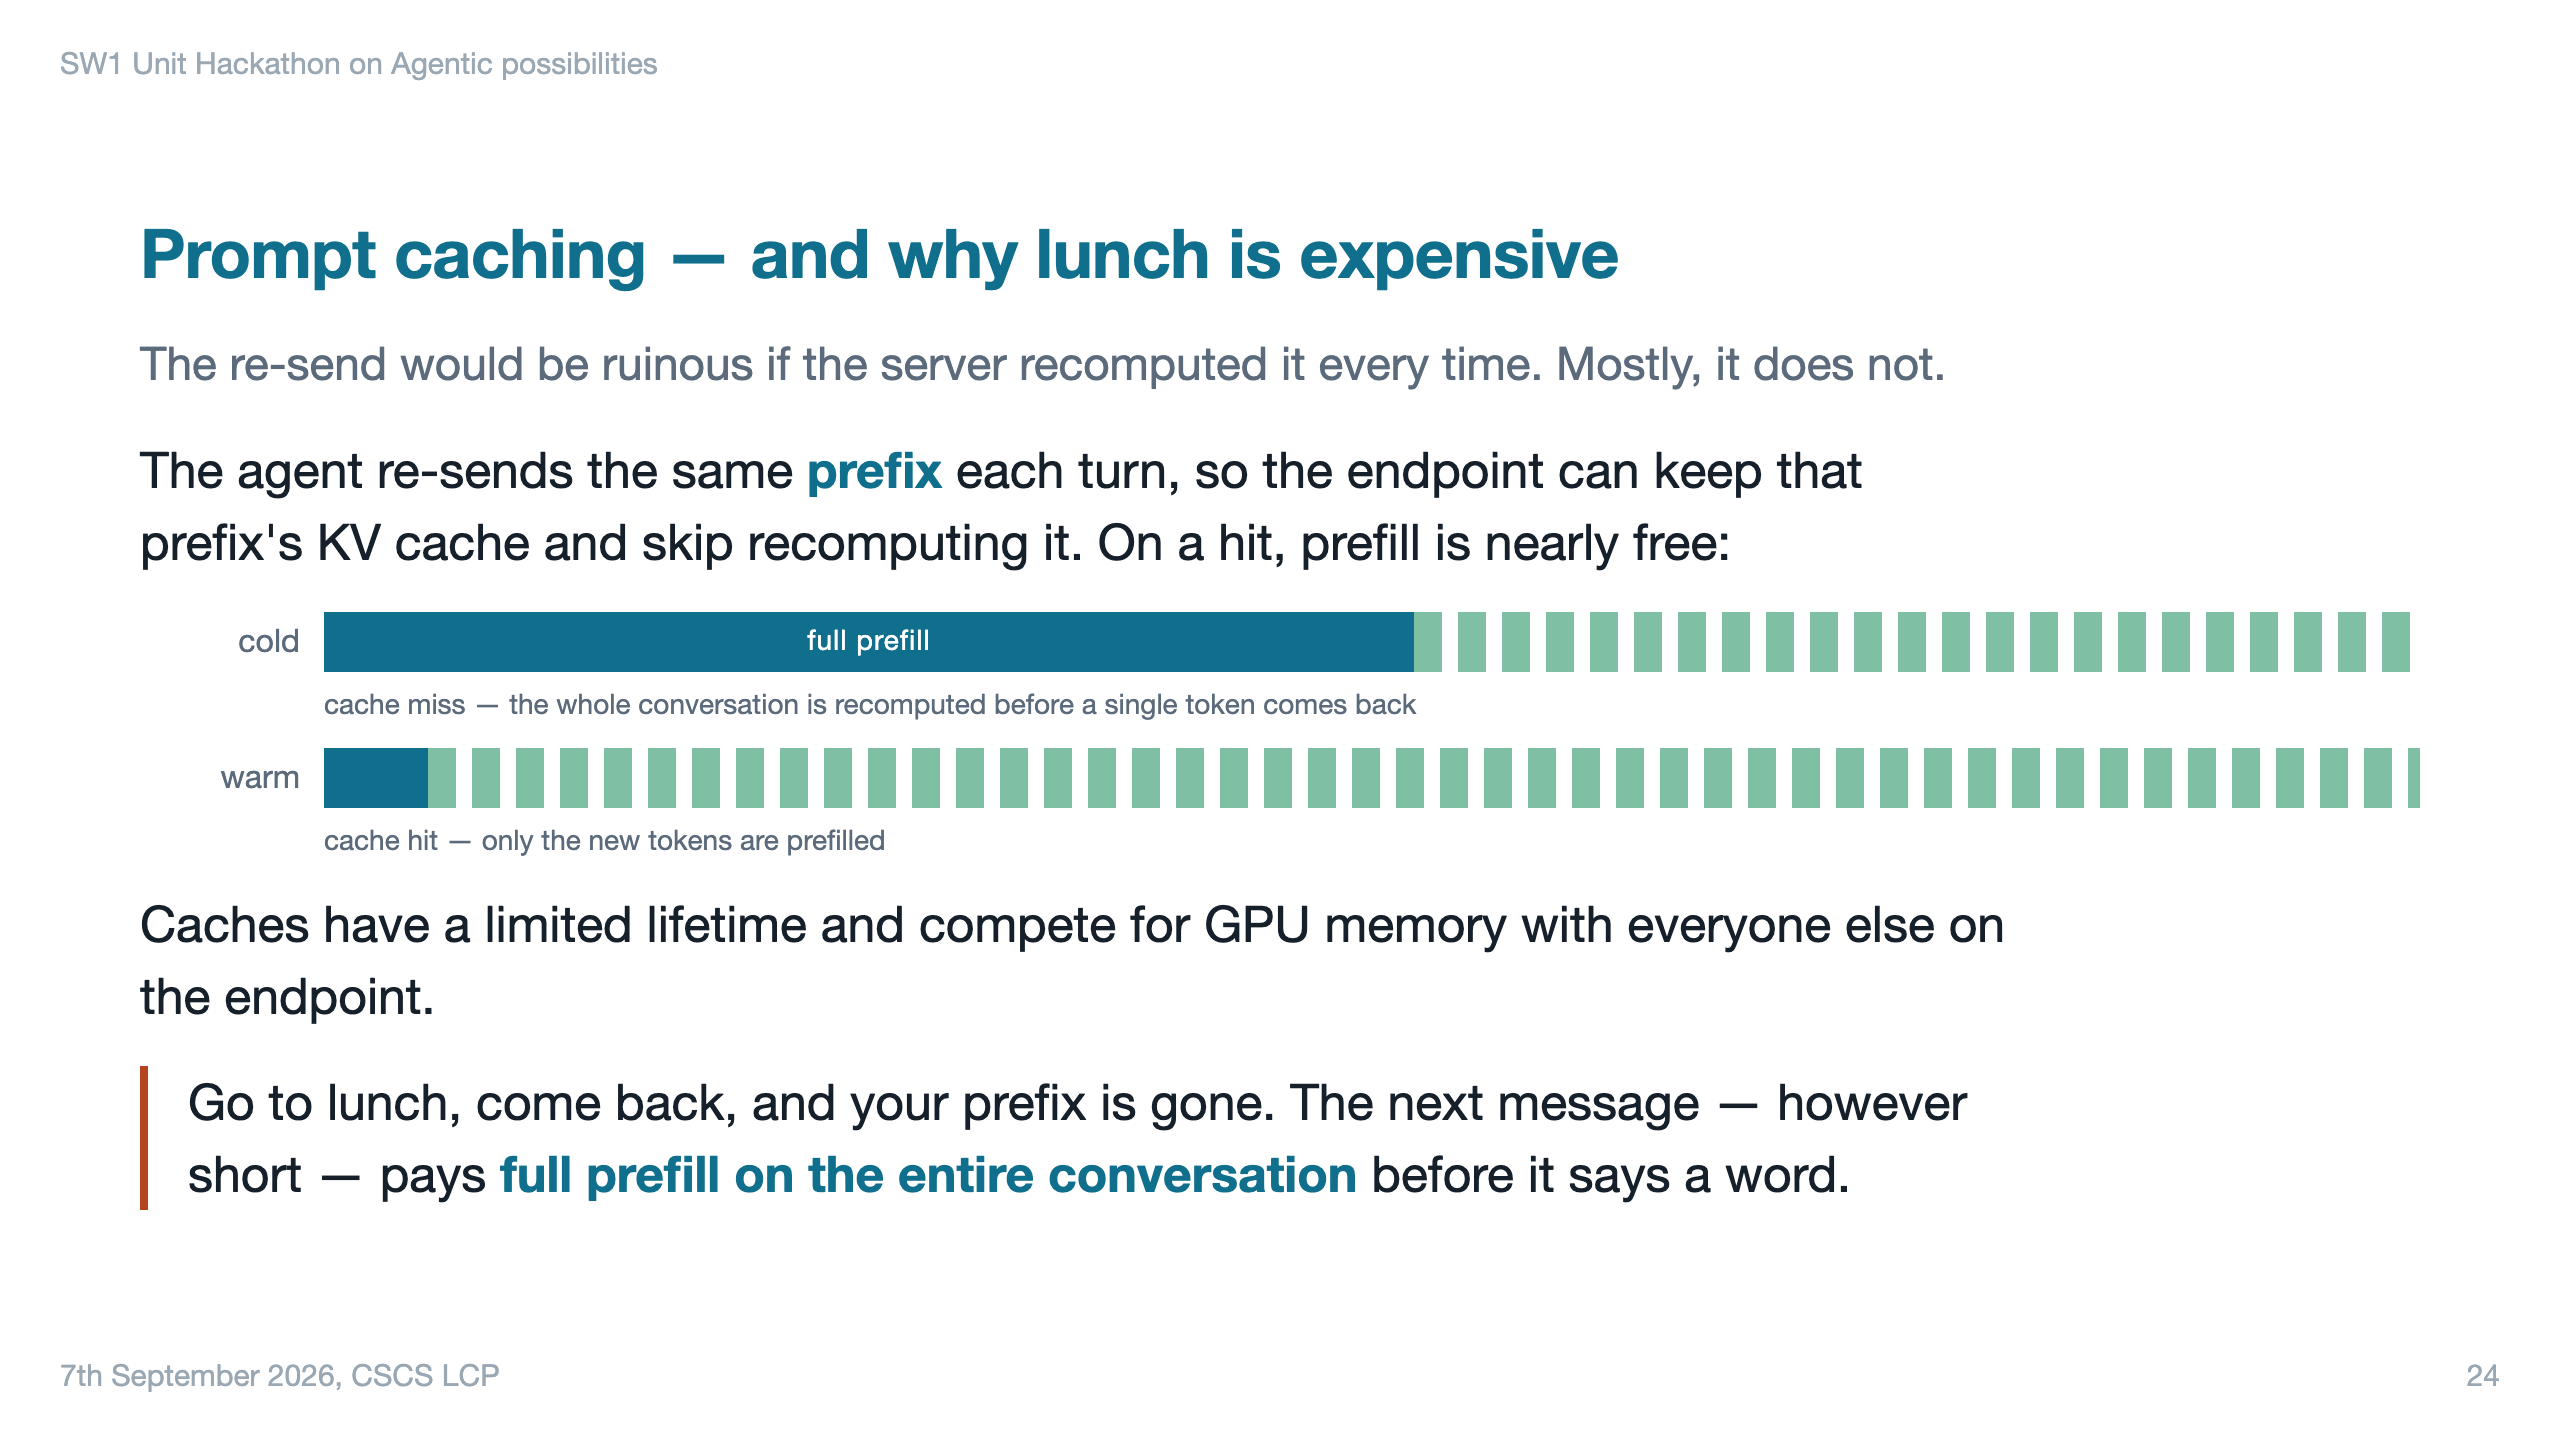 SW1 Unit Hackathon on Agentic possibilities
Prompt caching — and why lunch is expensive
The re-send would be ruinous if the server recomputed it every time. Mostly, it does not.
The agent re-sends the same prefix each turn, so the endpoint can keep that
prefix's KV cache and skip recomputing it. On a hit, prefill is nearly free:
cold
full prefill
cache miss — the whole conversation is recomputed before a single token comes back
warm
cache hit — only the new tokens are prefilled
Caches have a limited lifetime and compete for GPU memory with everyone else on
the endpoint.
Go to lunch, come back, and your prefix is gone. The next message — however
short — pays full prefill on the entire conversation before it says a word.
7th September 2026, CSCS LCP
24